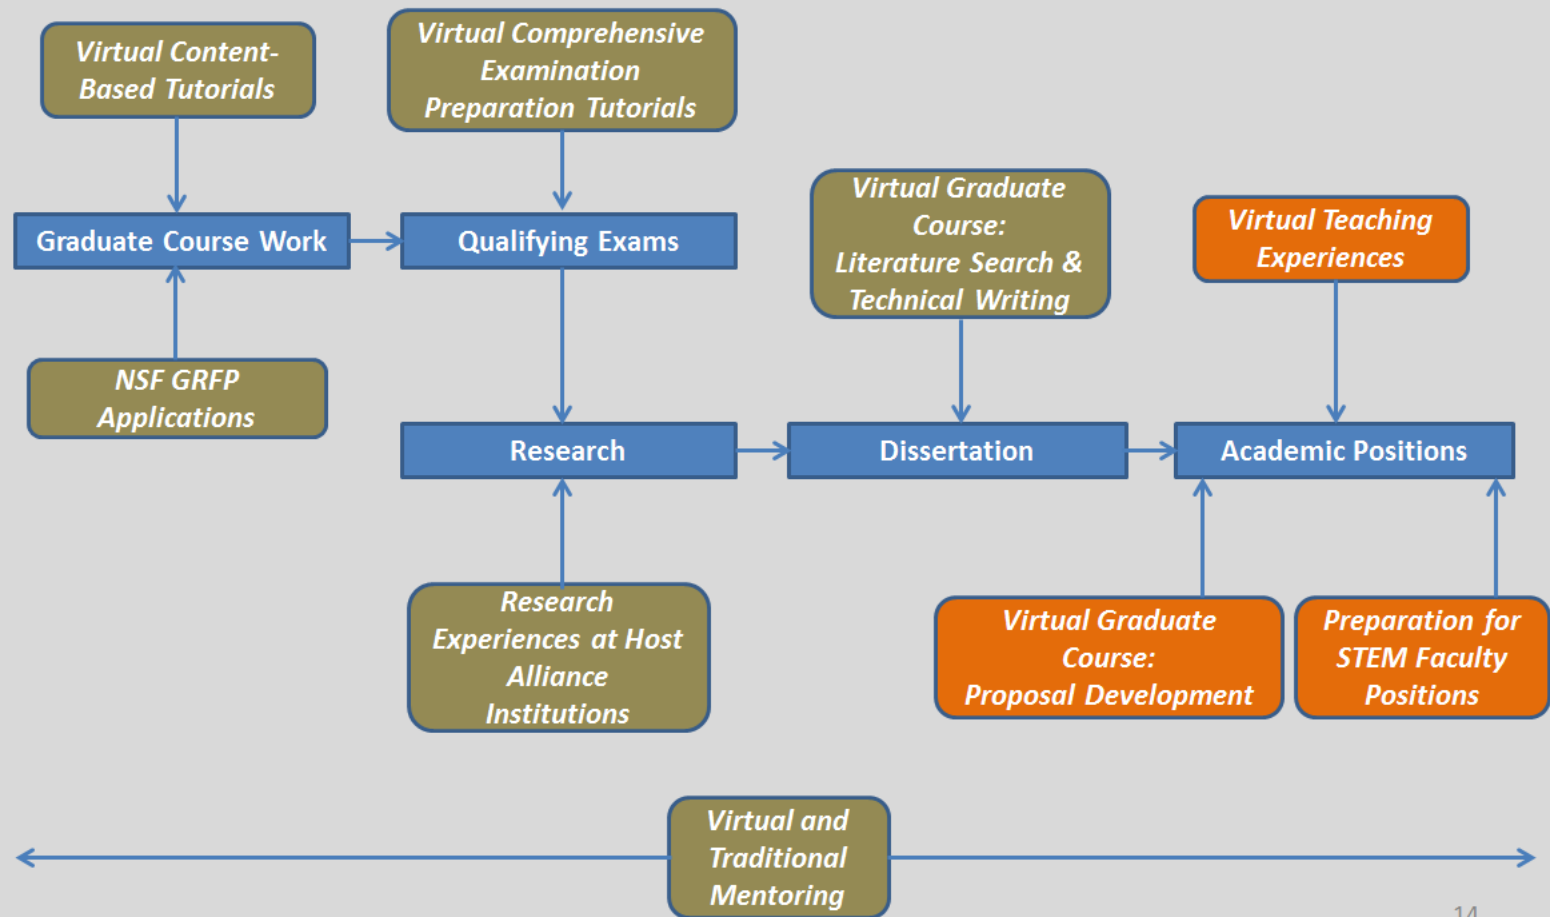 Virtual Content-
Based Tutorials
Virtual Comprehensive
Examination
Preparation Tutorials
Virtual Graduate
Course:
Literature Search &
Technical Writing
Virtual Teaching
Experiences
Graduate Course Work
Qualifying Exams
NSF GRFP
Applications
Research
Dissertation
Academic Positions
Research
Experiences at Host
Alliance
Institutions
Virtual Graduate
Course:
Proposal Development
Preparation for
STEM Faculty
Positions
Virtual and
Traditional
Mentoring
14